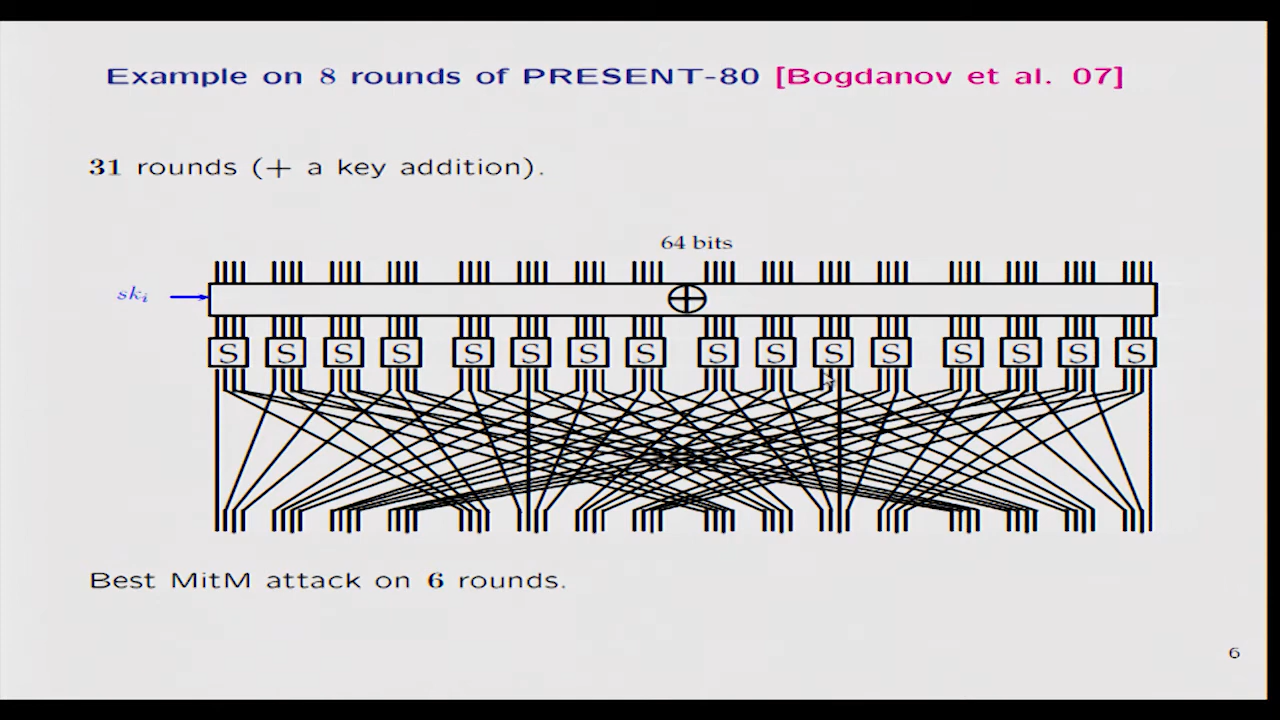 Example on 8 rounds of PRESENT-80 [Bogdanov et al. 07]
31 rounds (+ a key addition).
64 bits
sk_i
S S S S S S S S S S S S S S S S
Best MitM attack on 6 rounds.
6